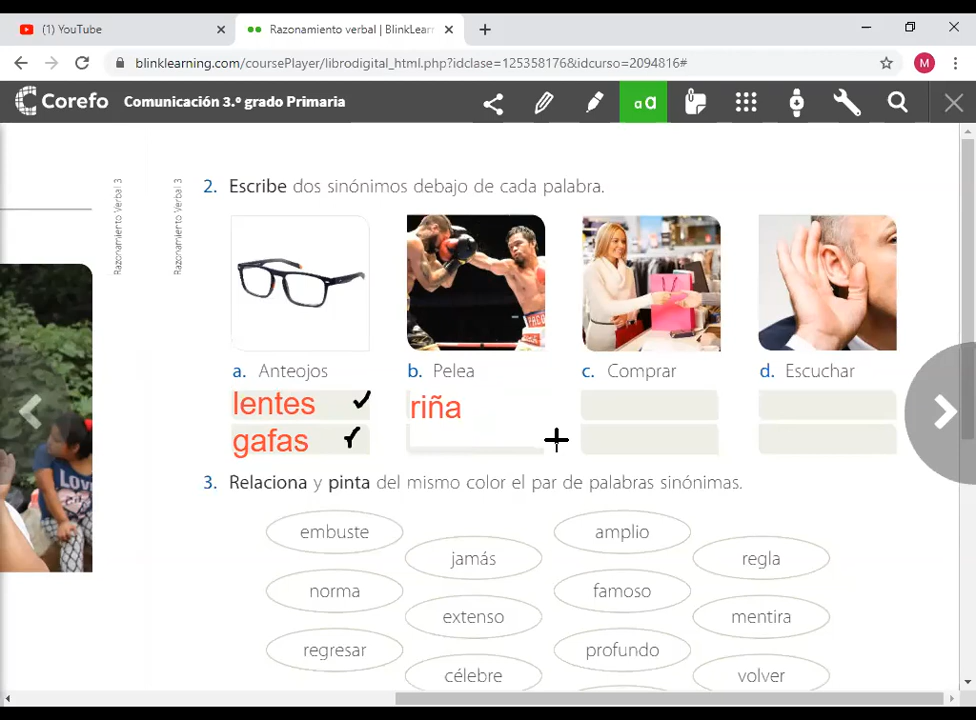 (1) YouTube
Razonamiento verbal | BlinkLearn
blinklearning.com/coursePlayer/librodigital_html.php?idclase=125358176&idcurso=2094816#
M
Corefo Comunicación 3.º grado Primaria
aa
Razonamiento Verbal 3
Razonamiento Verbal 3
2. Escribe dos sinónimos debajo de cada palabra.
a. Anteojos
b. Pelea
c. Comprar
d. Escuchar
lentes
riña
gafas
3. Relaciona y pinta del mismo color el par de palabras sinónimas.
embuste
amplio
jamás
regla
norma
famoso
extenso
mentira
regresar
profundo
célebre
volver